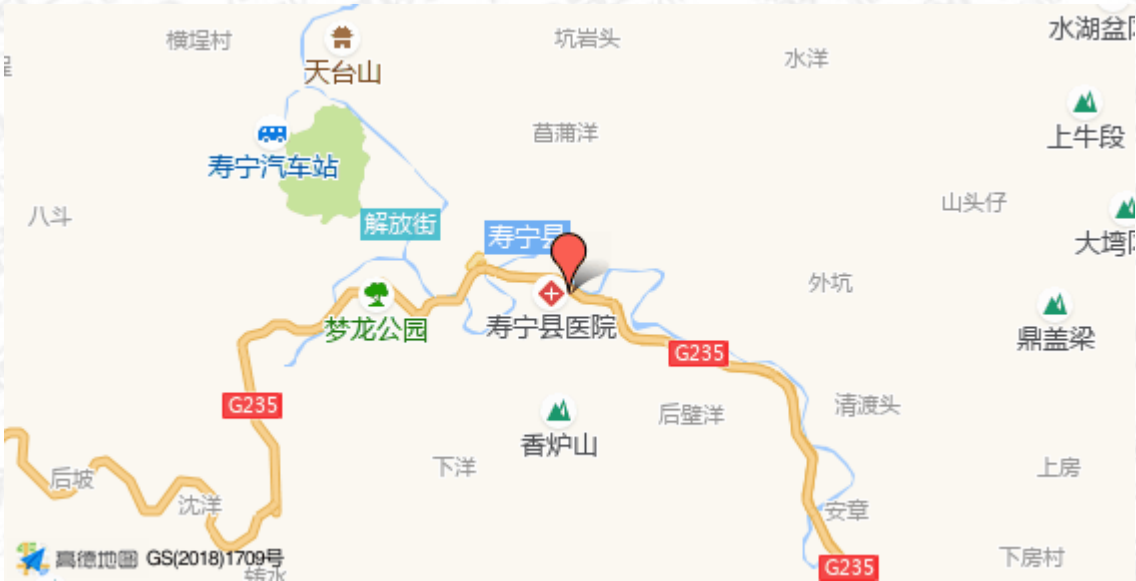 水湖盆
横埕村
坑岩头
水洋
天台山
上牛段
菖蒲洋
寿宁汽车站
八斗
山头仔
解放街
寿宁县
大湾
外坑
梦龙公园
寿宁县医院
鼎盖梁
G235
G235
清渡头
后壁洋
香炉山
下洋
上房
后坡
沈洋
安章
高德地图 GS(2018)1709号
下房村
G235